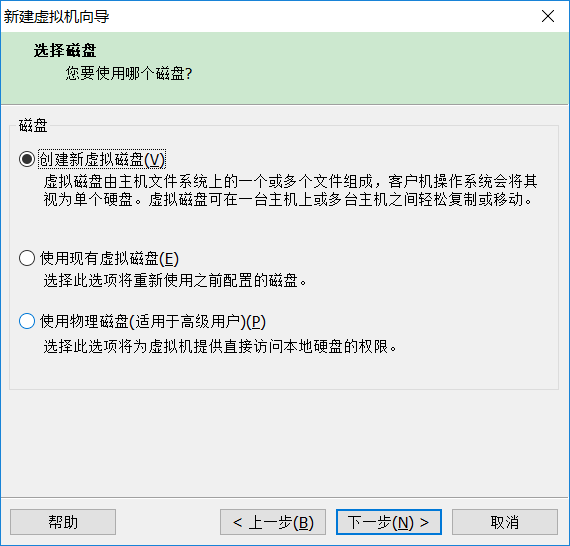 新建虚拟机向导
选择磁盘
您要使用哪个磁盘?
磁盘
创建新虚拟磁盘(V)
虚拟磁盘由主机文件系统上的一个或多个文件组成，客户机操作系统会将其
视为单个硬盘。虚拟磁盘可在一台主机上或多台主机之间轻松复制或移动。
使用现有虚拟磁盘(E)
选择此选项将重新使用之前配置的磁盘。
使用物理磁盘(适用于高级用户)(P)
选择此选项将为虚拟机提供直接访问本地硬盘的权限。
帮助
< 上一步(B)
下一步(N) >
取消